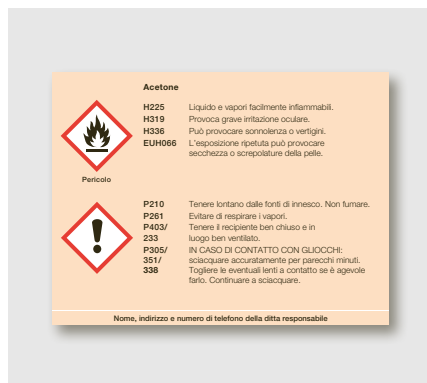 Acetone
H225 Liquido e vapori facilmente infiammabili.
H319 Provoca grave irritazione oculare.
H336 Può provocare sonnolenza o vertigini.
EUH066 L'esposizione ripetuta può provocare
secchezza o screpolature della pelle.
Pericolo
P210 Tenere lontano dalle fonti di innesco. Non fumare.
P261 Evitare di respirare i vapori.
P403/ Tenere il recipiente ben chiuso e in
233 luogo ben ventilato.
P305/ IN CASO DI CONTATTO CON GLIOCCHI:
351/ sciacquare accuratamente per parecchi minuti.
338 Togliere le eventuali lenti a contatto se è agevole
farlo. Continuare a sciacquare.
Nome, indirizzo e numero di telefono della ditta responsabile